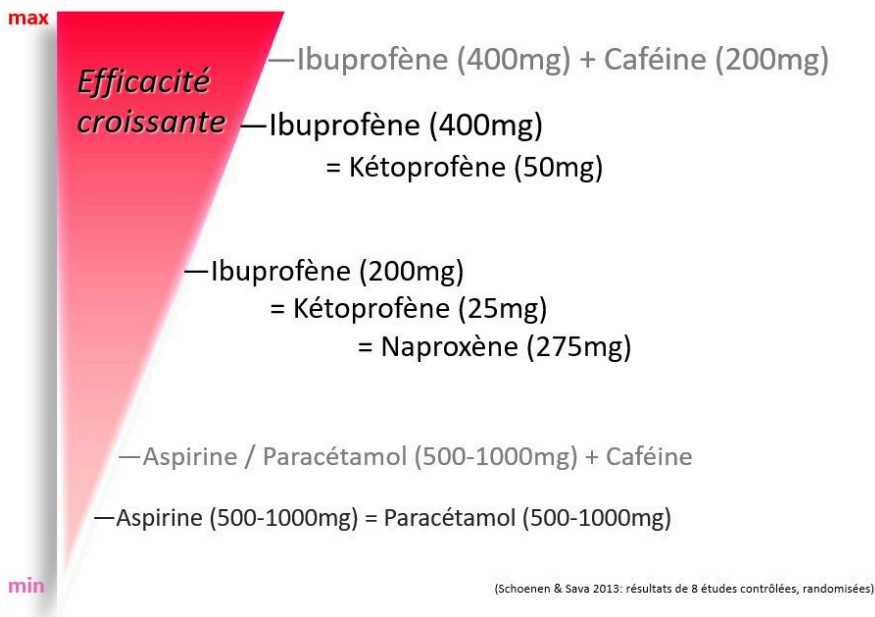 max
Efficacité
croissante
—Ibuprofène (400mg) + Caféine (200mg)
—Ibuprofène (400mg)
= Kétoprofène (50mg)
—Ibuprofène (200mg)
= Kétoprofène (25mg)
= Naproxène (275mg)
—Aspirine / Paracétamol (500-1000mg) + Caféine
—Aspirine (500-1000mg) = Paracétamol (500-1000mg)
min
(Schoenen & Sava 2013: résultats de 8 études contrôlées, randomisées)